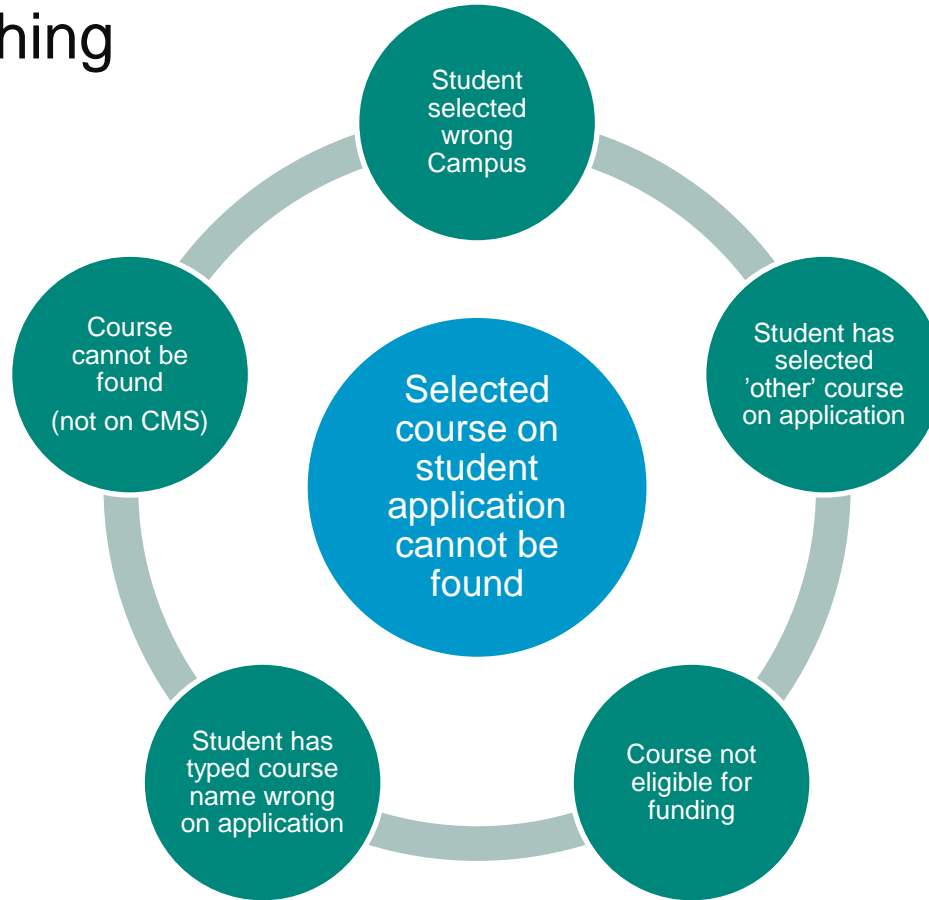 hing
Student
selected
wrong
Campus
Student has
selected
’other’ course
on application
Course not
eligible for
funding
Student has
typed course
name wrong
on application
Course
cannot be
found
(not on CMS)
Selected
course on
student
application
cannot be
found